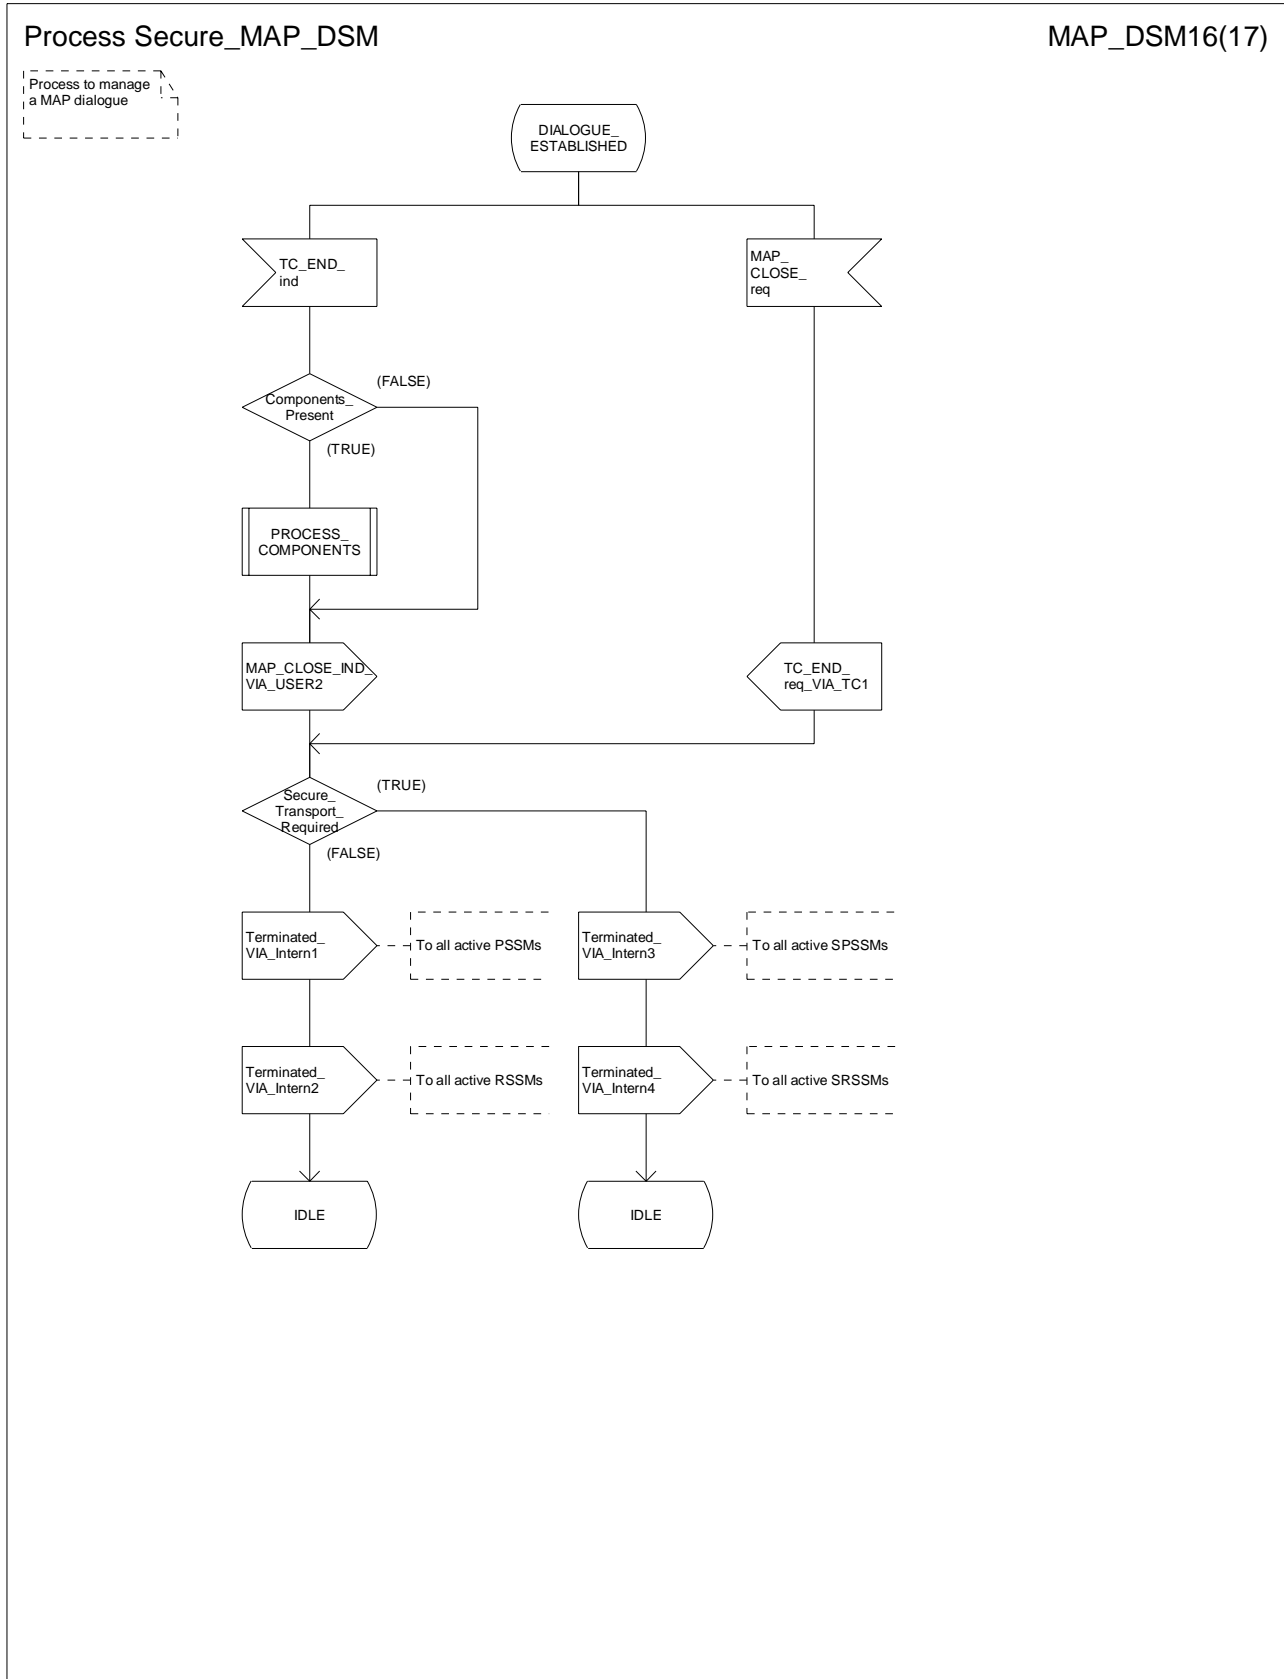 Process Secure_MAP_DSM
MAP_DSM16(17)
Process to manage
a MAP dialogue
DIALOGUE_
ESTABLISHED
TC_END_
ind
MAP_
CLOSE_
req
Components_
Present
(FALSE)
(TRUE)
PROCESS_
COMPONENTS
MAP_CLOSE_IND_
VIA_USER2
TC_END_
req_VIA_TC1
Secure_
Transport_
Required
(TRUE)
(FALSE)
Terminated_
VIA_Intern1
To all active PSSMs
Terminated_
VIA_Intern3
To all active SPSSMs
Terminated_
VIA_Intern2
To all active RSSMs
Terminated_
VIA_Intern4
To all active SRSSMs
IDLE
IDLE